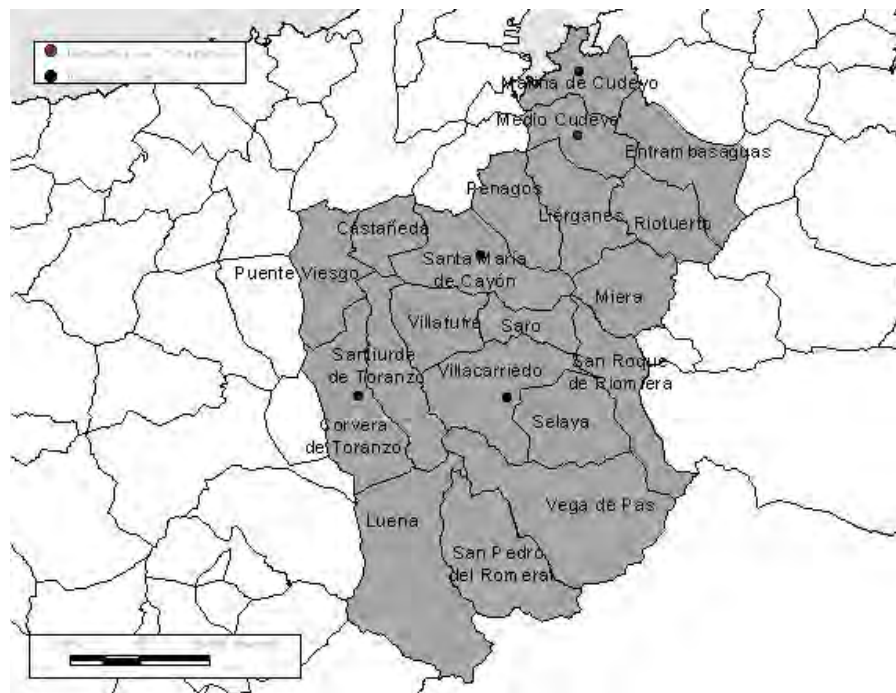 Marina de Cudeyo
Medio Cudeyo
Entrambasaguas
Penagos
Liérganes
Riotuerto
Castañeda
Santa María
de Cayón
Puente Viesgo
Miera
Villafufre
Saro
Santiurde
de Toranzo
Villacarriedo
San Roque
de Riomiera
Selaya
Corvera
de Toranzo
Vega de Pas
Luena
San Pedro
del Romeral